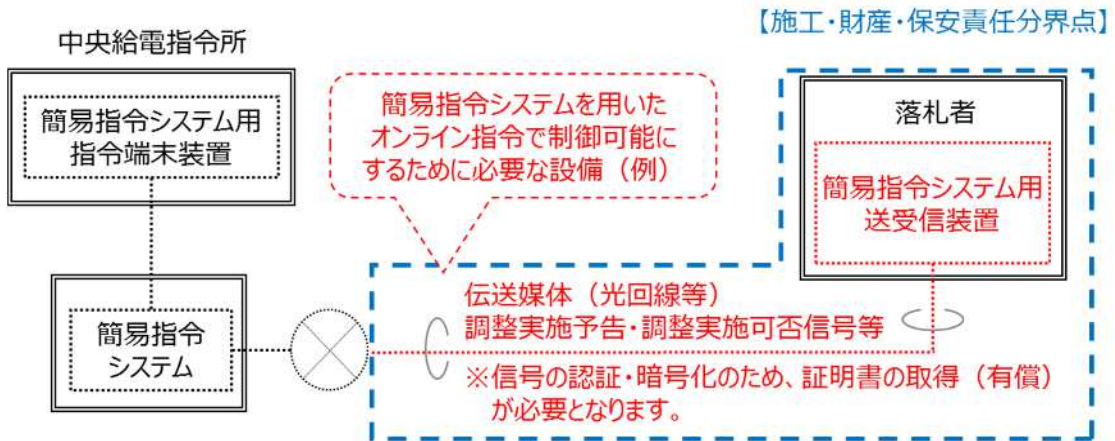 【施工・財産・保安責任分界点】
中央給電指令所
簡易指令システム用
指令端末装置
簡易指令システムを用いた
オンライン指令で制御可能に
するために必要な設備（例）
落札者
簡易指令システム用
送受信装置
簡易指令
システム
伝送媒体（光回線等）
調整実施予告・調整実施可否信号等
※信号の認証・暗号化のため、証明書の取得（有償）
が必要となります。